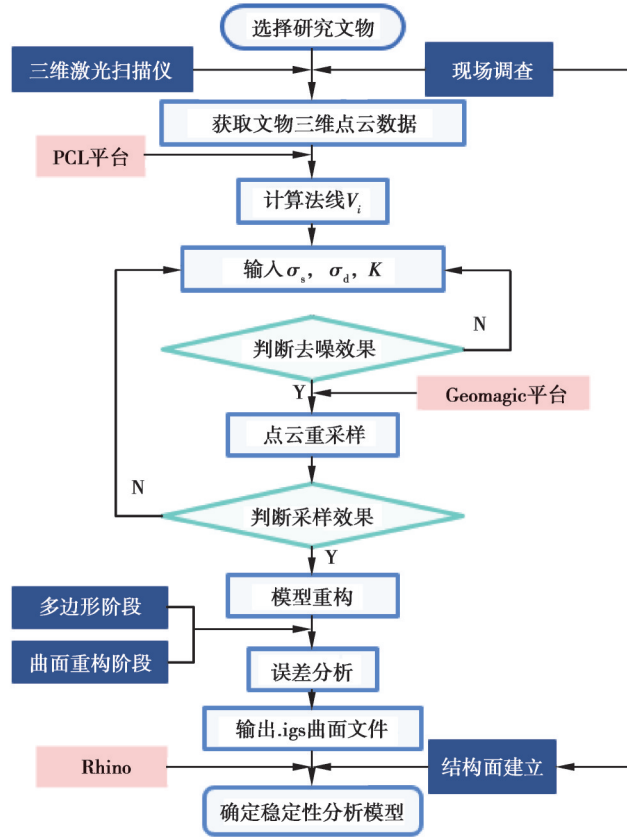 选择研究文物
三维激光扫描仪
现场调查
获取文物三维点云数据
PCL平台
计算法线Vi
输入σs, σd, K
N
判断去噪效果
Y
Geomagic平台
点云重采样
N
判断采样效果
Y
多边形阶段
模型重构
曲面重构阶段
误差分析
输出.igs曲面文件
Rhino
结构面建立
确定稳定性分析模型